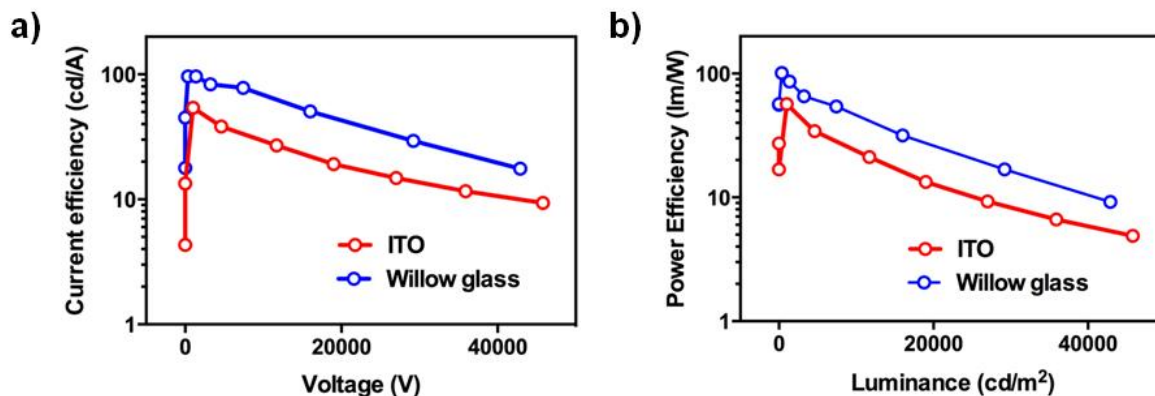 a)
Current efficiency (cd/A)
100
10
1
ITO
Willow glass
0 20000 40000
Voltage (V)
b)
Power Efficiency (lm/W)
100
10
1
ITO
Willow glass
0 20000 40000
Luminance (cd/m²)